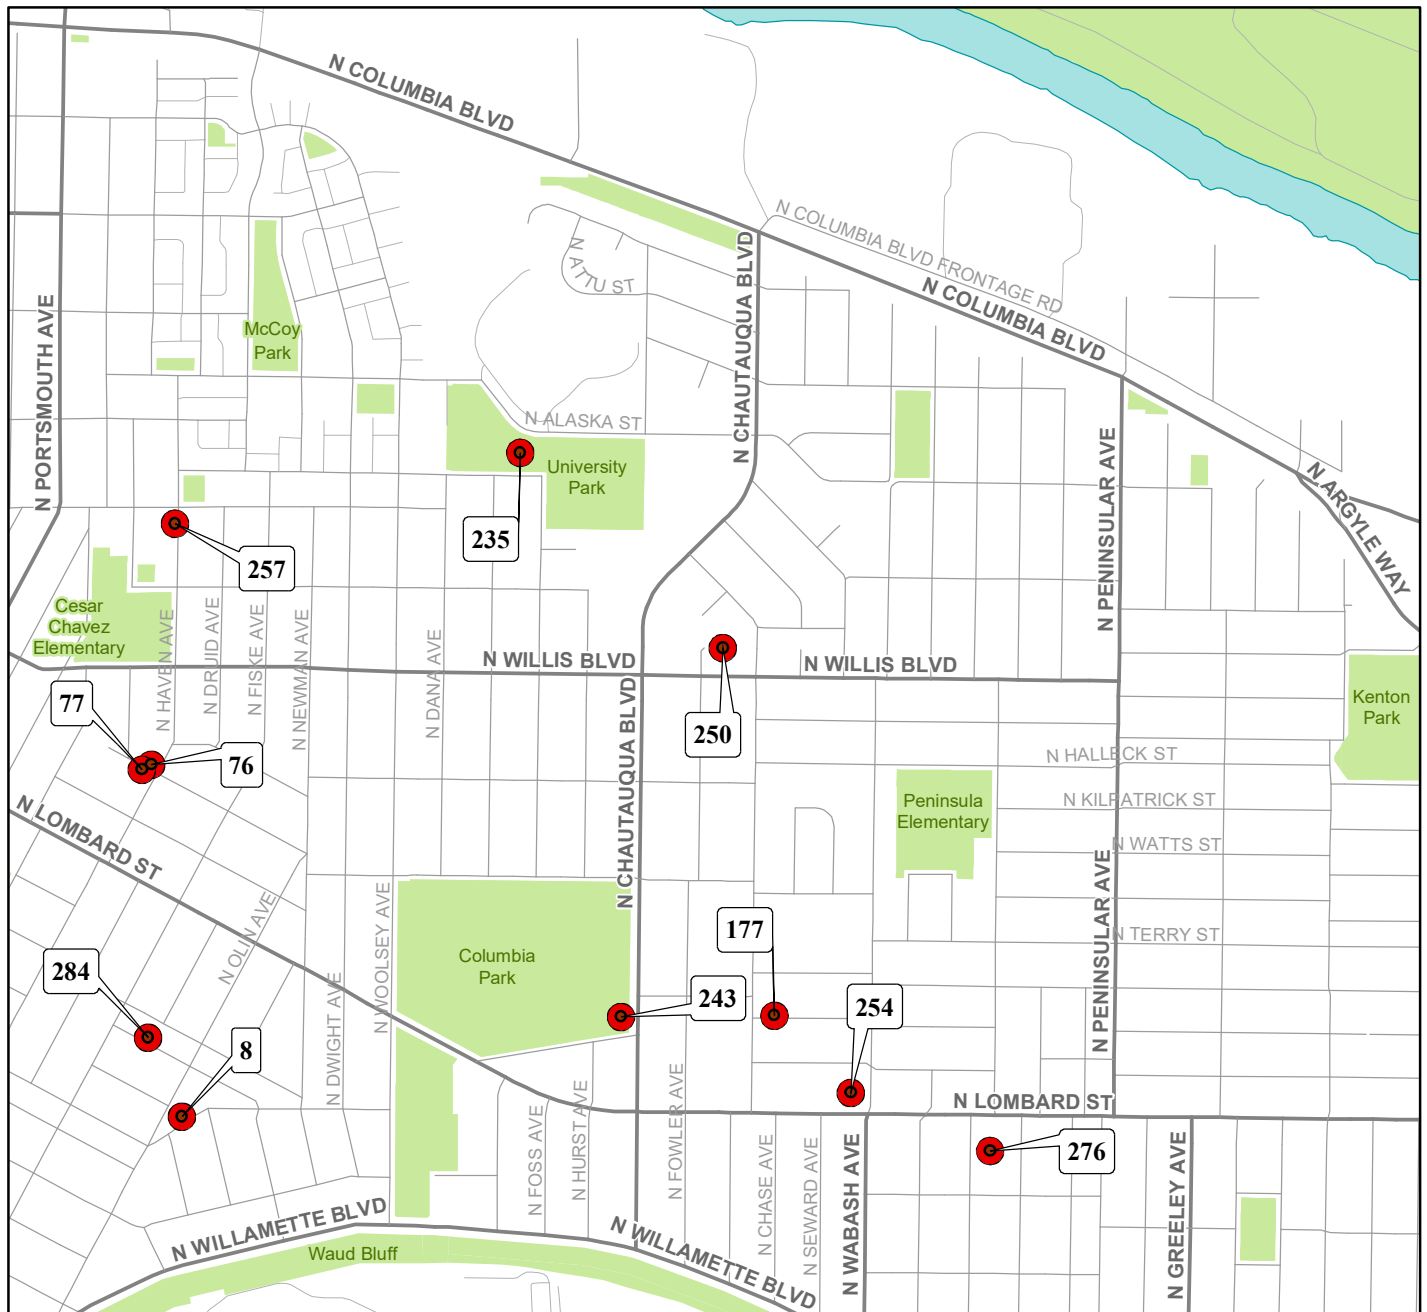 N COLUMBIA BLVD
N COLUMBIA BLVD FRONTAGE RD
N ATTU ST
N COLUMBIA BLVD
N CHAUTAUQUA BLVD
N PORTSMOUTH AVE
McCoy
Park
N ALASKA ST
University
Park
N PENINSULAR AVE
N ARGYLE WAY
235
257
Cesar
Chavez
Elementary
N HAVEN AVE
N DRUID AVE
N FISKE AVE
N NEWMAN AVE
N DANA AVE
N WILLIS BLVD
N WILLIS BLVD
77
76
250
Kenton
Park
N HALLECK ST
N KILPATRICK ST
N WATTS ST
Peninsula
Elementary
N CHAUTAUQUA BLVD
N LOMBARD ST
N PENINSULAR AVE
N TERRY ST
N OLIN AVE
N WOOLSEY AVE
N DWIGHT AVE
Columbia
Park
177
284
243
254
8
N LOMBARD ST
N FOSS AVE
N HURST AVE
N FOWLER AVE
N CHASE AVE
N SEWARD AVE
N WABASH AVE
276
N GREELEY AVE
N WILLAMETTE BLVD
Waud Bluff
N WILLAMETTE BLVD